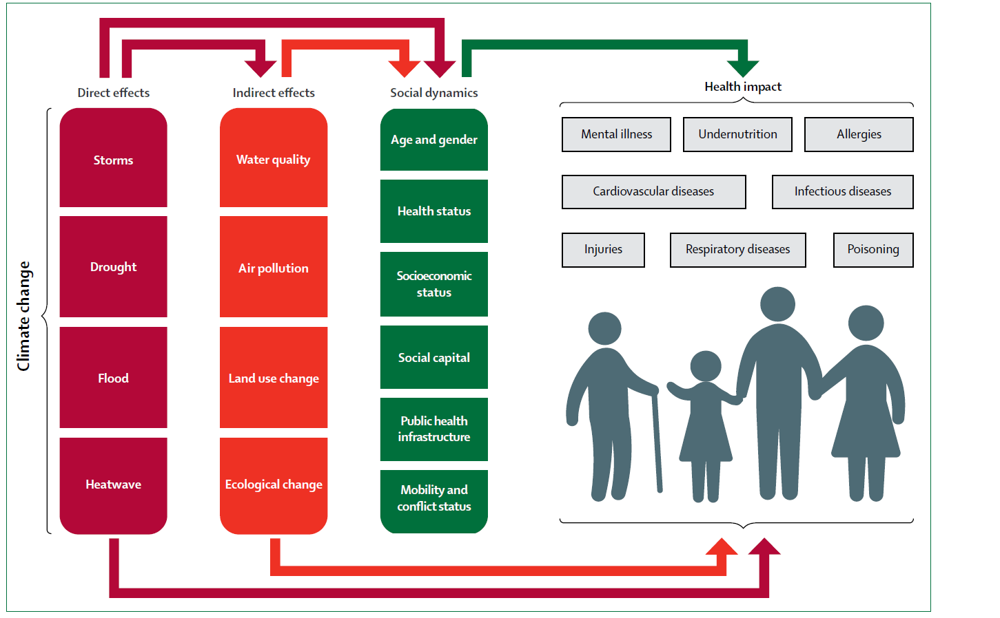 Direct effects
Indirect effects
Social dynamics
Health impact
Climate change
Storms
Drought
Flood
Heatwave
Water quality
Air pollution
Land use change
Ecological change
Age and gender
Health status
Socioeconomic
status
Social capital
Public health
infrastructure
Mobility and
conflict status
Mental illness
Undernutrition
Allergies
Cardiovascular diseases
Infectious diseases
Injuries
Respiratory diseases
Poisoning